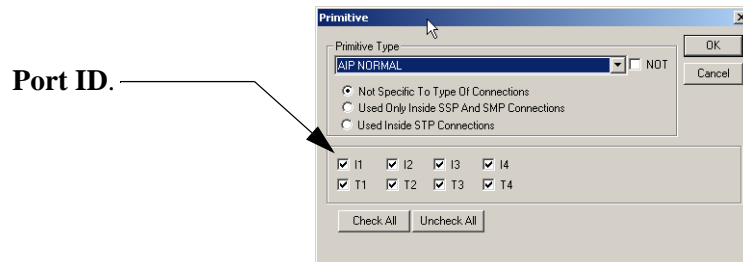 Primitive
Primitive Type
AIP NORMAL
NOT
OK
Cancel
Not Specific To Type Of Connections
Used Only Inside SSP And SMP Connections
Used Inside STP Connections
Port ID.
I1 I2 I3 I4
T1 T2 T3 T4
Check All Uncheck All